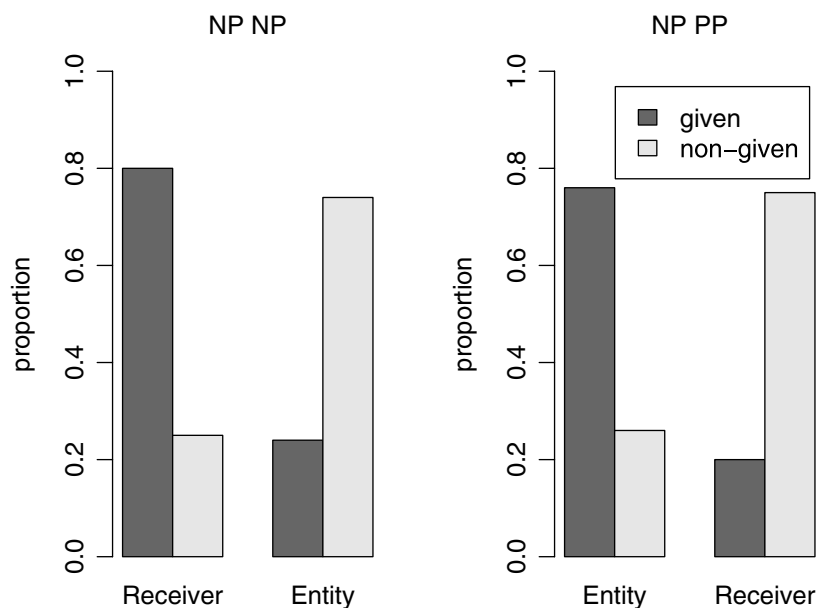 NP NP
proportion
1.0
0.8
0.6
0.4
0.2
0.0
Receiver
Entity
NP PP
proportion
1.0
0.8
0.6
0.4
0.2
0.0
given
non-given
Entity
Receiver